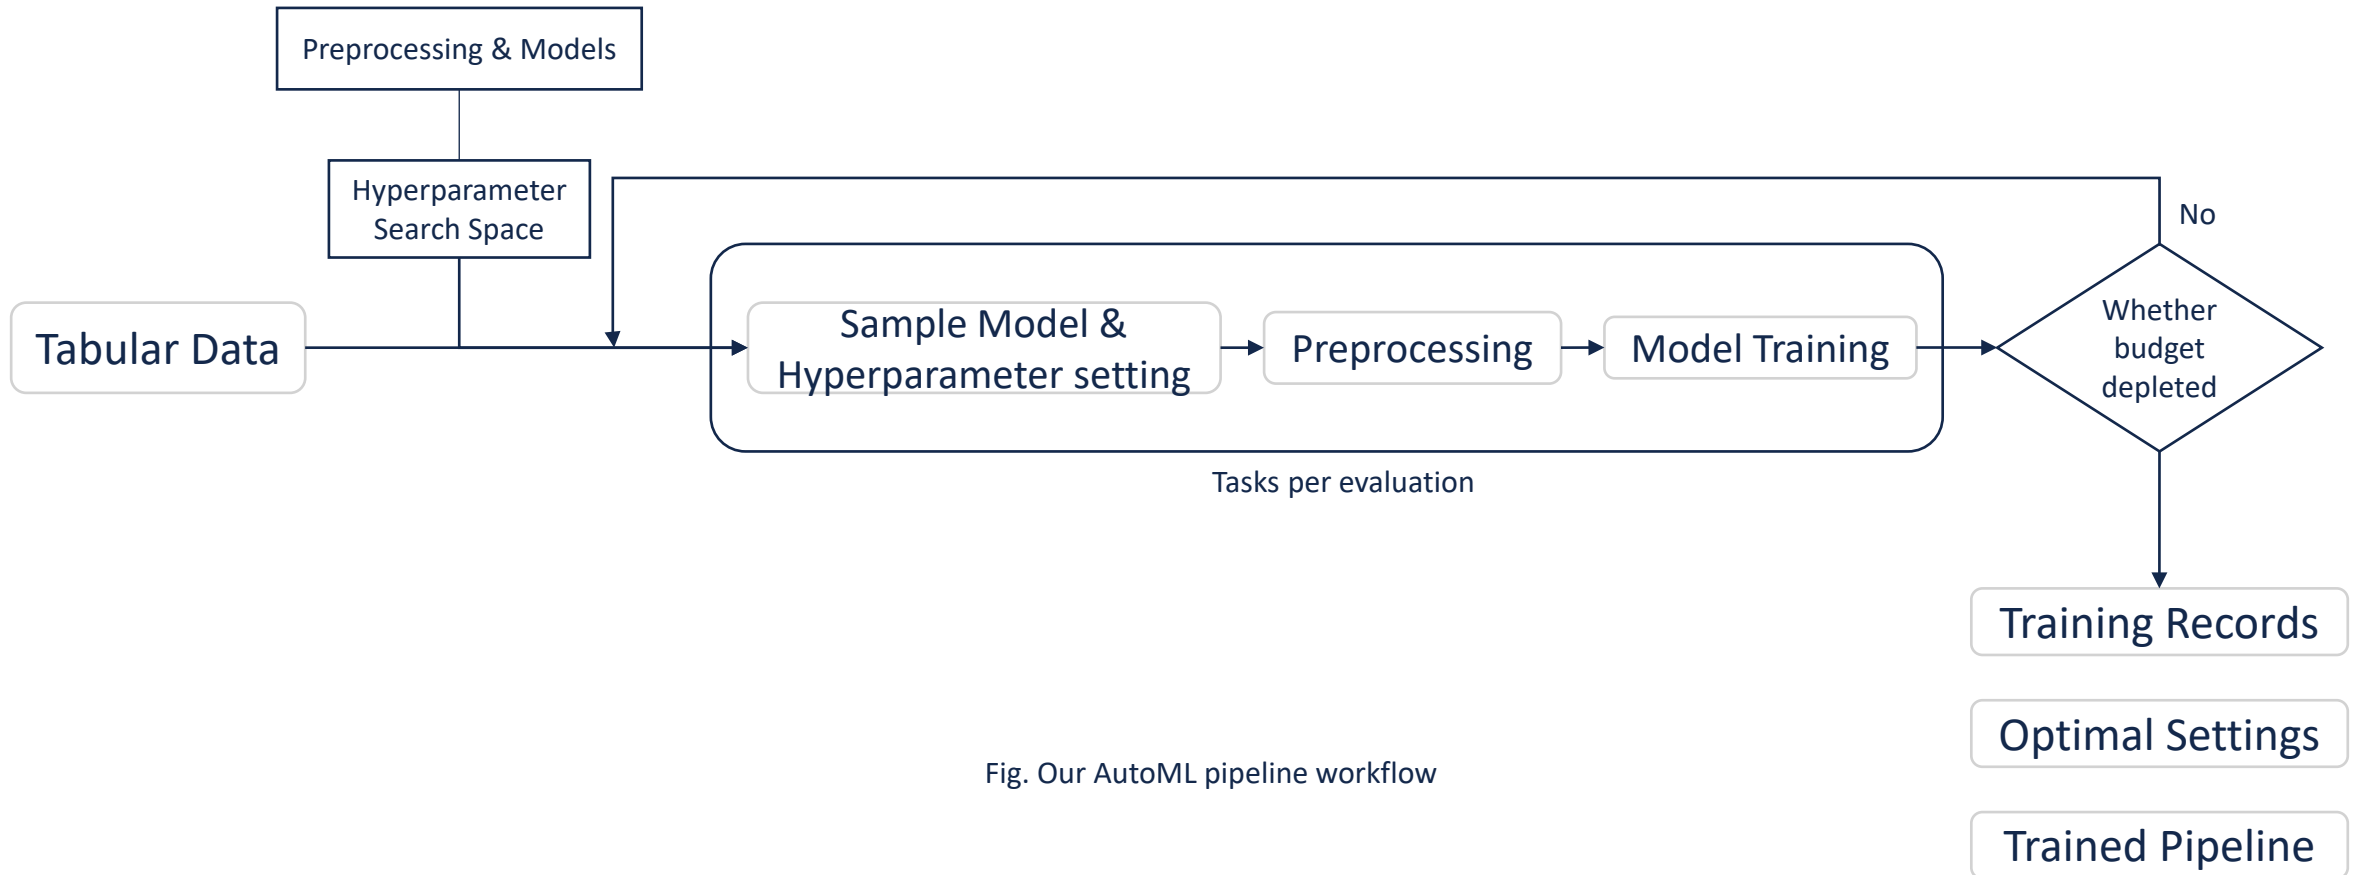 Preprocessing & Models
Hyperparameter
Search Space
No
Tabular Data
Sample Model &
Hyperparameter setting
Preprocessing
Model Training
Whether
budget
depleted
Tasks per evaluation
Training Records
Optimal Settings
Fig. Our AutoML pipeline workflow
Trained Pipeline